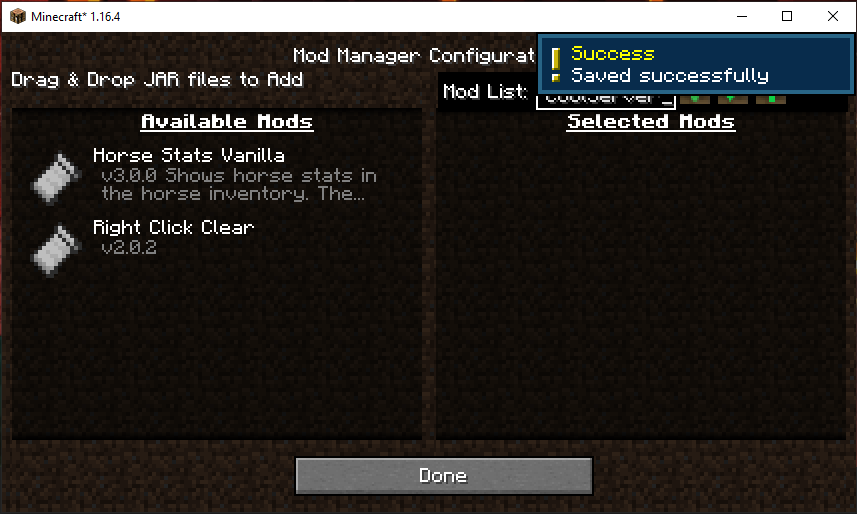 Minecraft* 1.16.4
Mod Manager Configurat
Success
Saved successfully
Drag & Drop JAR files to Add
Mod List:
Available Mods
Selected Mods
Horse Stats Vanilla
v3.0.0 Shows horse stats in
the horse inventory. The...
Right Click Clear
v2.0.2
Done